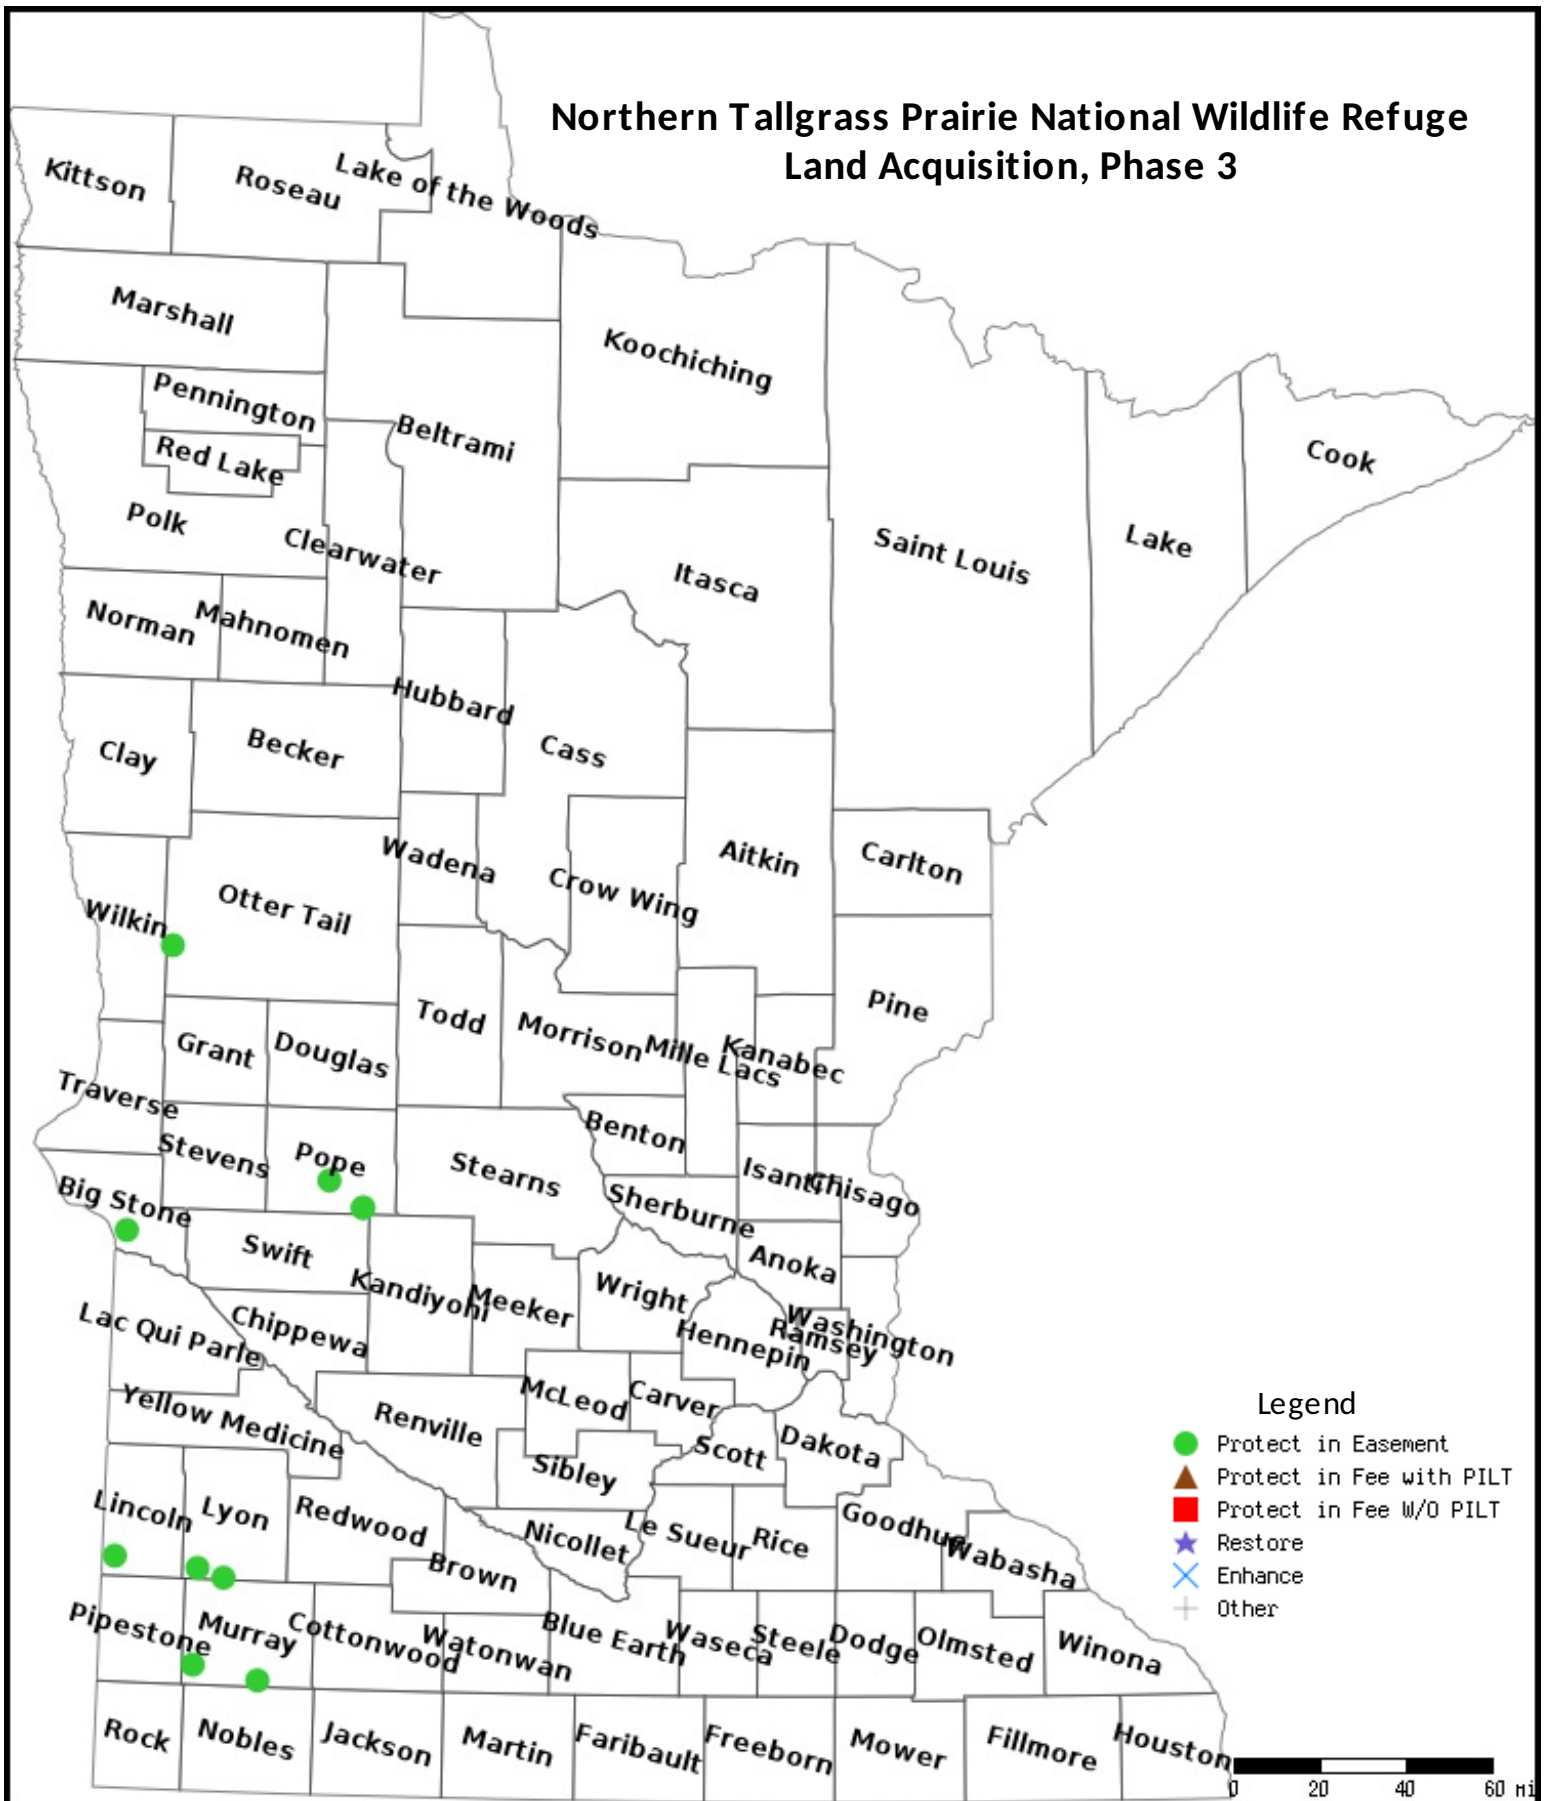 Northern Tallgrass Prairie National Wildlife Refuge
Land Acquisition, Phase 3
Kittson
Roseau
Lake of the Woods
Marshall
Koochiching
Pennington
Beltrami
Red Lake
Cook
Polk
Clearwater
Saint Louis
Lake
Itasca
Norman
Mahnomen
Hubbard
Clay
Becker
Cass
Wadena
Aitkin
Carlton
Crow Wing
Otter Tail
Wilkin
Pine
Todd
Morrison
Mille Lacs
Kanabec
Grant
Douglas
Traverse
Benton
Stevens
Pope
Stearns
Isanti
Chisago
Big Stone
Sherburne
Swift
Anoka
Kandiyohi
Meeker
Wright
Washington
Ramsey
Hennepin
Lac Qui Parle
Chippewa
McLeod
Carver
Yellow Medicine
Renville
Scott
Dakota
Sibley
Lincoln
Lyon
Redwood
Nicollet
Le Sueur
Rice
Goodhue
Wabasha
Brown
Pipestone
Murray
Cottonwood
Watonwan
Blue Earth
Waseca
Steele
Dodge
Olmsted
Winona
Rock
Nobles
Jackson
Martin
Faribault
Freeborn
Mower
Fillmore
Houston
Legend
Protect in Easement
Protect in Fee with PILT
Protect in Fee W/O PILT
Restore
Enhance
Other
0 20 40 60 mi